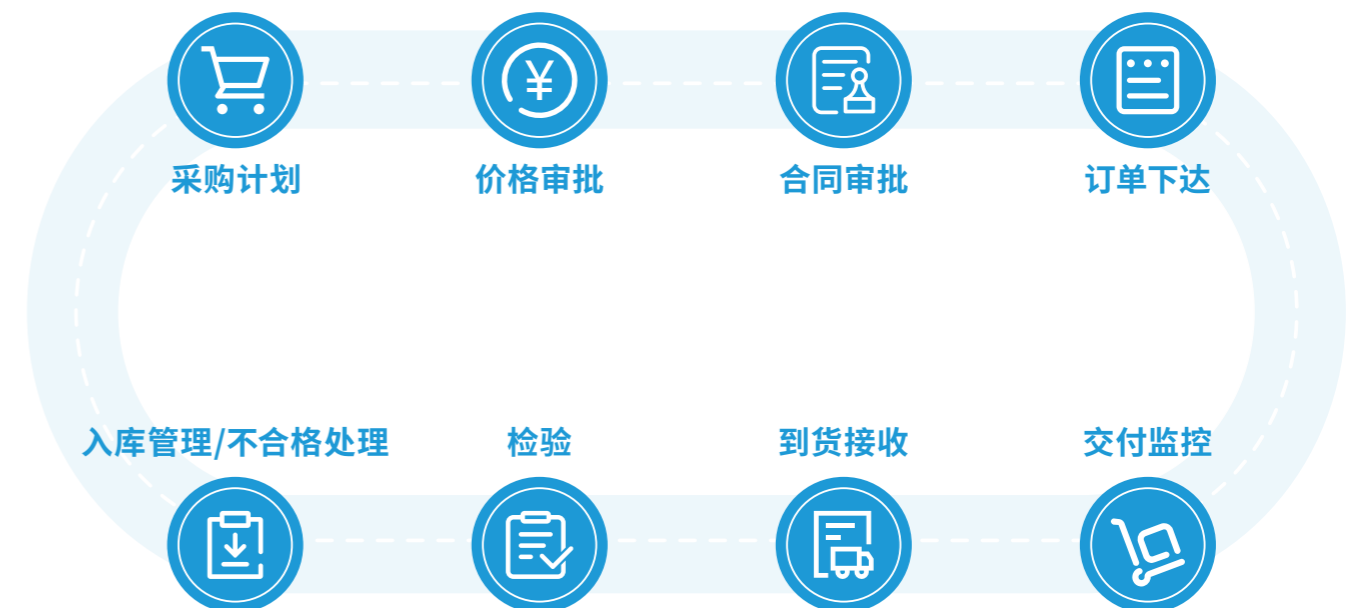 采购计划
价格审批
合同审批
订单下达
入库管理/不合格处理
检验
到货接收
交付监控